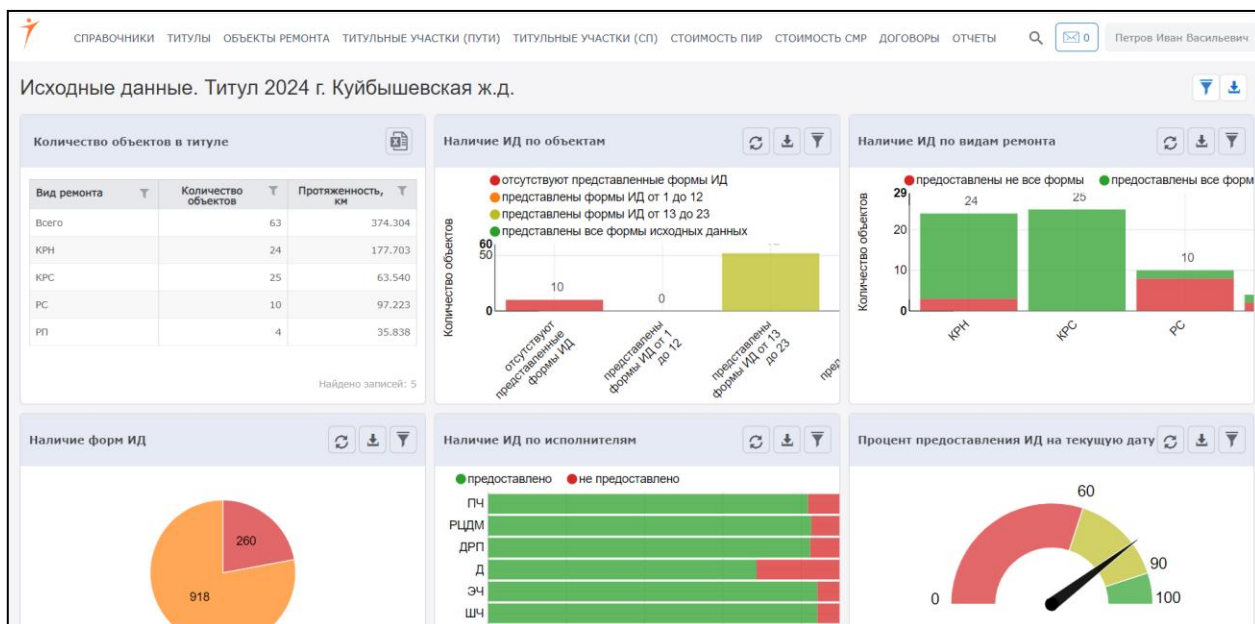 СПРАВОЧНИКИ ТИТУЛЫ ОБЪЕКТЫ РЕМОНТА ТИТУЛЬНЫЕ УЧАСТКИ (ПУТИ) ТИТУЛЬНЫЕ УЧАСТКИ (СП) СТОИМОСТЬ ПИР СТОИМОСТЬ СМР ДОГОВОРЫ ОТЧЕТЫ 0 Петров Иван Васильевич
Исходные данные. Титул 2024 г. Куйбышевская ж.д.
Количество объектов в титуле
Вид ремонта Количество объектов Протяженность, км
Всего 63 374.304
КРН 24 177.703
КРС 25 63.540
РС 10 97.223
РП 4 35.838
Найдено записей: 5
Наличие ИД по объектам
отсутствуют представленные формы ИД
представлены формы ИД от 1 до 12
представлены формы ИД от 13 до 23
представлены все формы исходных данных
Количество объектов
60
50
0
10
0
отсутствуют
представленные
формы ИД
представлены
формы ИД от 1
до 12
представлены
формы ИД от 13
до 23
пред
Наличие ИД по видам ремонта
предоставлены не все формы предоставлены все форм
Количество объектов
29
20
10
0
24
25
10
КРН
КРС
РС
Наличие форм ИД
260
918
Наличие ИД по исполнителям
предоставлено не предоставлено
ПЧ
РЦДМ
ДРП
Д
ЭЧ
ШЧ
Процент предоставления ИД на текущую дату
0
60
90
100